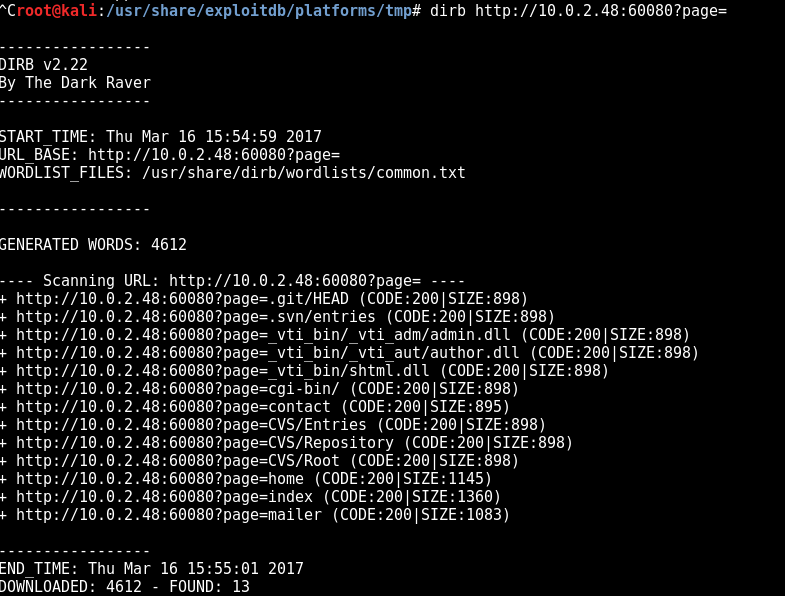 ^Croot@kali:/usr/share/exploitdb/platforms/tmp# dirb http://10.0.2.48:60080?page=
-----------------
DIRB v2.22
By The Dark Raver
-----------------
START_TIME: Thu Mar 16 15:54:59 2017
URL_BASE: http://10.0.2.48:60080?page=
WORDLIST_FILES: /usr/share/dirb/wordlists/common.txt
-----------------
GENERATED WORDS: 4612
---- Scanning URL: http://10.0.2.48:60080?page= ----
+ http://10.0.2.48:60080?page=.git/HEAD (CODE:200|SIZE:898)
+ http://10.0.2.48:60080?page=.svn/entries (CODE:200|SIZE:898)
+ http://10.0.2.48:60080?page=_vti_bin/_vti_adm/admin.dll (CODE:200|SIZE:898)
+ http://10.0.2.48:60080?page=_vti_bin/_vti_aut/author.dll (CODE:200|SIZE:898)
+ http://10.0.2.48:60080?page=_vti_bin/shtml.dll (CODE:200|SIZE:898)
+ http://10.0.2.48:60080?page=cgi-bin/ (CODE:200|SIZE:898)
+ http://10.0.2.48:60080?page=contact (CODE:200|SIZE:895)
+ http://10.0.2.48:60080?page=CVS/Entries (CODE:200|SIZE:898)
+ http://10.0.2.48:60080?page=CVS/Repository (CODE:200|SIZE:898)
+ http://10.0.2.48:60080?page=CVS/Root (CODE:200|SIZE:898)
+ http://10.0.2.48:60080?page=home (CODE:200|SIZE:1145)
+ http://10.0.2.48:60080?page=index (CODE:200|SIZE:1360)
+ http://10.0.2.48:60080?page=mailer (CODE:200|SIZE:1083)
-----------------
END_TIME: Thu Mar 16 15:55:01 2017
DOWNLOADED: 4612 - FOUND: 13